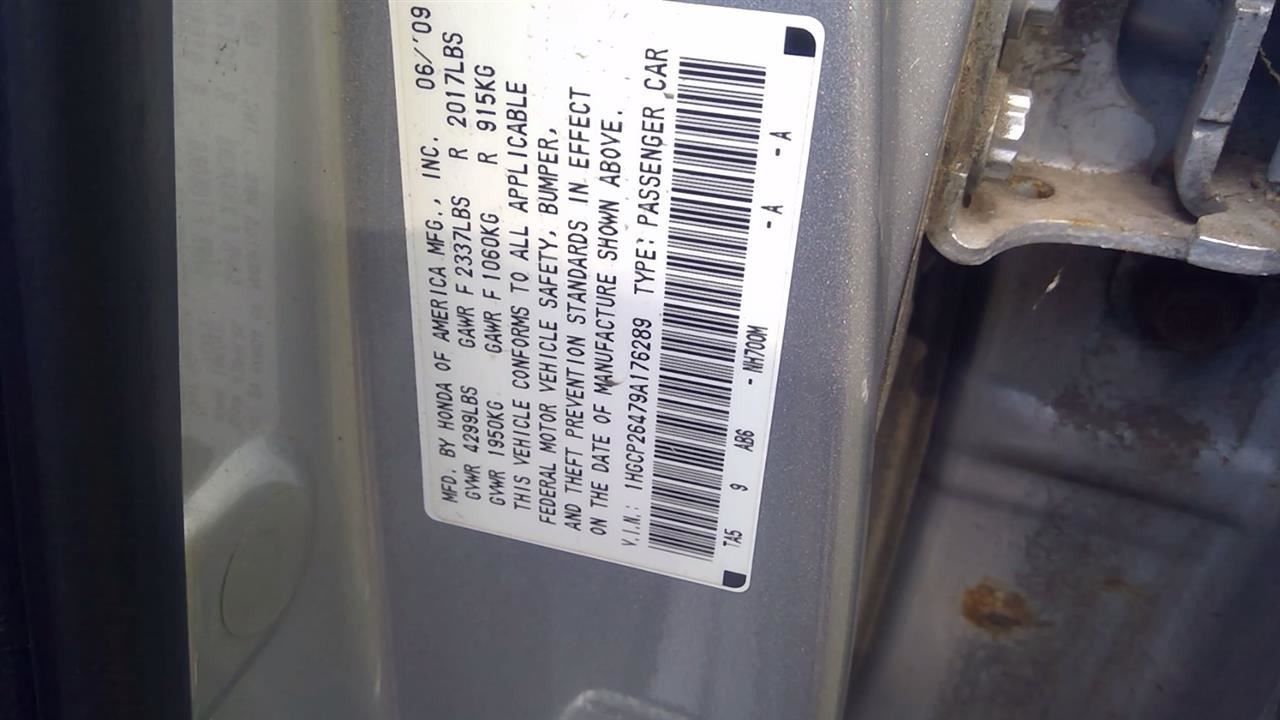 MFD. BY HONDA OF AMERICA MFG., INC. 06/'09
GVWR 4299LBS GAWR F 2337LBS R 2017LBS
GVWR 1950KG GAWR F 1060KG R 915KG
THIS VEHICLE CONFORMS TO ALL APPLICABLE
FEDERAL MOTOR VEHICLE SAFETY, BUMPER,
AND THEFT PREVENTION STANDARDS IN EFFECT
ON THE DATE OF MANUFACTURE SHOWN ABOVE.
V.I.N.: 1HGCP26479A176289 TYPE: PASSENGER CAR
TA5 9 AB6 - NH700M - A - A